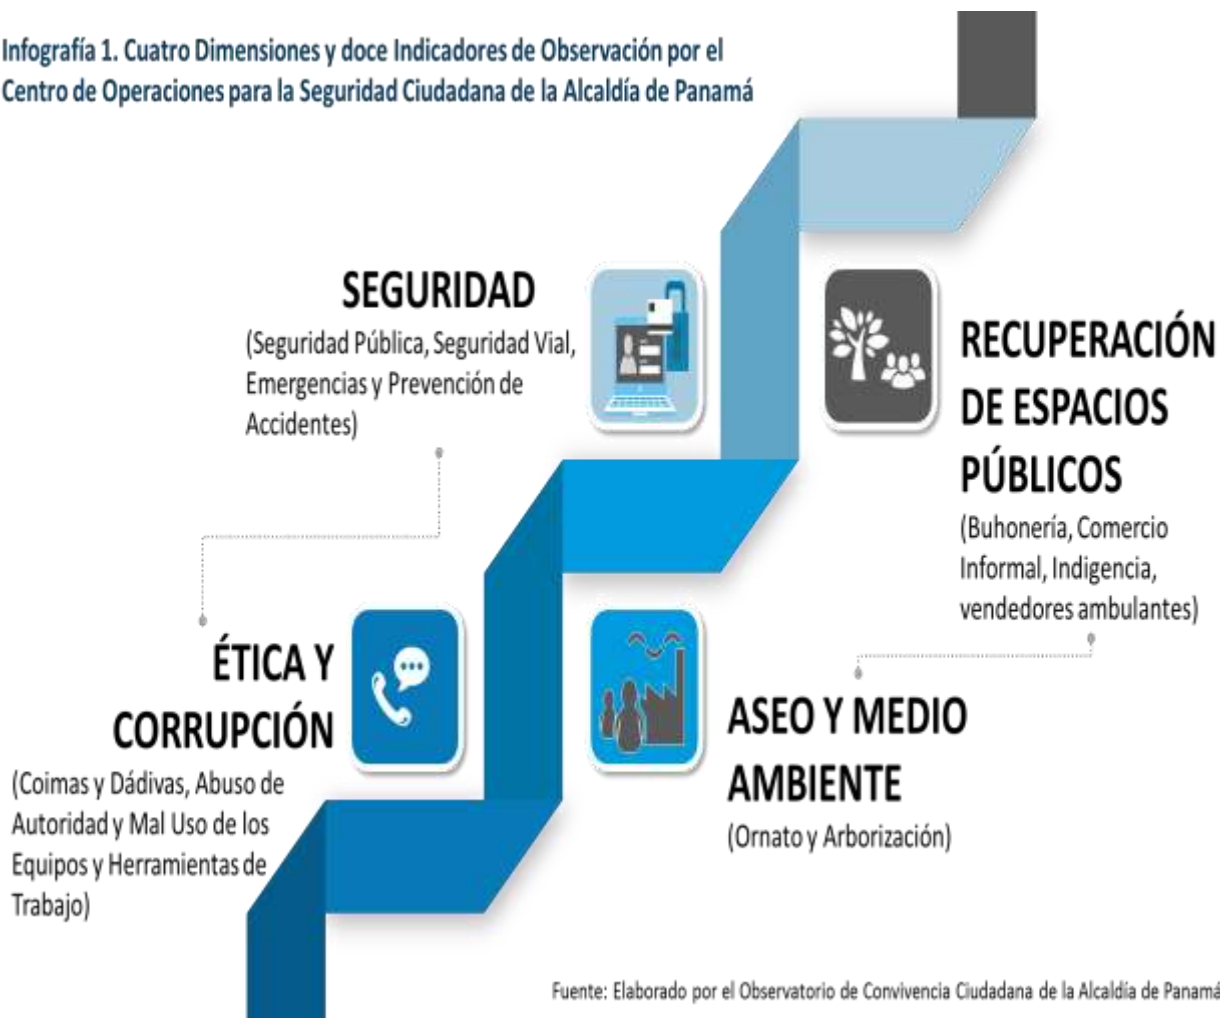 Infografía 1. Cuatro Dimensiones y doce Indicadores de Observación por el
Centro de Operaciones para la Seguridad Ciudadana de la Alcaldía de Panamá
SEGURIDAD
(Seguridad Pública, Seguridad Vial,
Emergencias y Prevención de
Accidentes)
RECUPERACIÓN
DE ESPACIOS
PÚBLICOS
(Buhonería, Comercio
Informal, Indigencia,
vendedores ambulantes)
ÉTICA Y
CORRUPCIÓN
(Coimas y Dádivas, Abuso de
Autoridad y Mal Uso de los
Equipos y Herramientas de
Trabajo)
ASEO Y MEDIO
AMBIENTE
(Ornato y Arborización)
Fuente: Elaborado por el Observatorio de Convivencia Ciudadana de la Alcaldía de Panamá